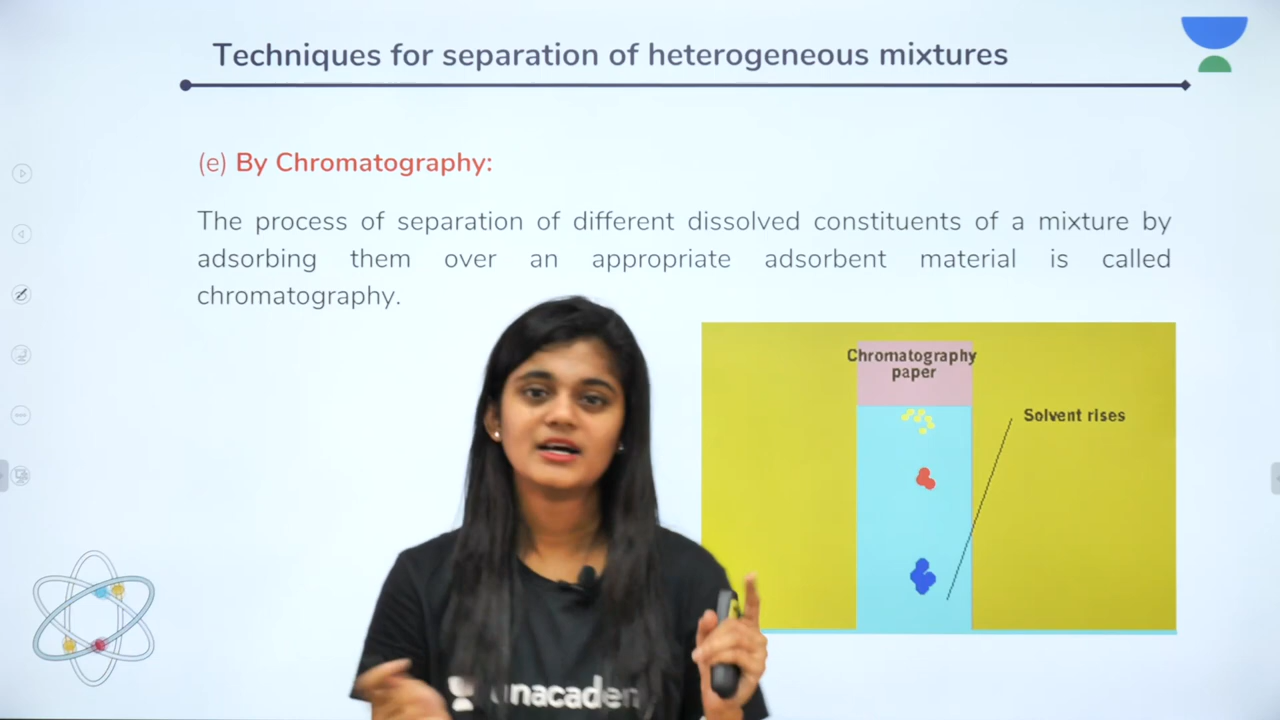 Techniques for separation of heterogeneous mixtures
(e) By Chromatography:
The process of separation of different dissolved constituents of a mixture by
adsorbing them over an appropriate adsorbent material is called
chromatography.
Chromatography
paper
Solvent rises